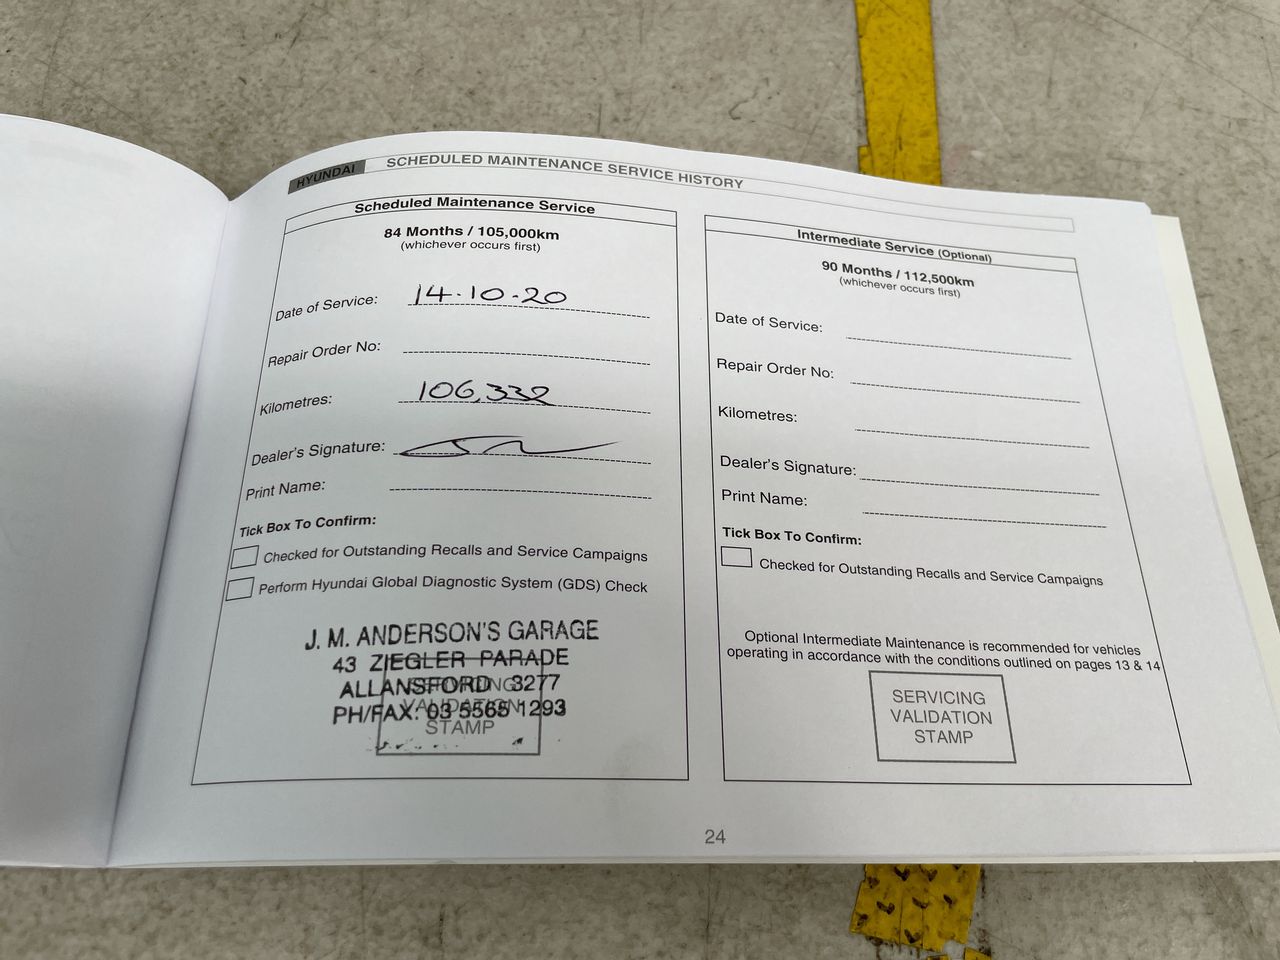 HYUNDAI SCHEDULED MAINTENANCE SERVICE HISTORY
Scheduled Maintenance Service
84 Months / 105,000km
(whichever occurs first)
Date of Service: 14.10.20
Repair Order No:
Kilometres: 106,332
Dealer's Signature:
Print Name:
Tick Box To Confirm:
Checked for Outstanding Recalls and Service Campaigns
Perform Hyundai Global Diagnostic System (GDS) Check
J. M. ANDERSON'S GARAGE
43 ZIEGLER PARADE
ALLANSFORD 3277
PH/FAX: 03 5565 1293
SERVICING
VALIDATION
STAMP
Intermediate Service (Optional)
90 Months / 112,500km
(whichever occurs first)
Date of Service:
Repair Order No:
Kilometres:
Dealer's Signature:
Print Name:
Tick Box To Confirm:
Checked for Outstanding Recalls and Service Campaigns
Optional Intermediate Maintenance is recommended for vehicles
operating in accordance with the conditions outlined on pages 13 & 14
SERVICING
VALIDATION
STAMP
24